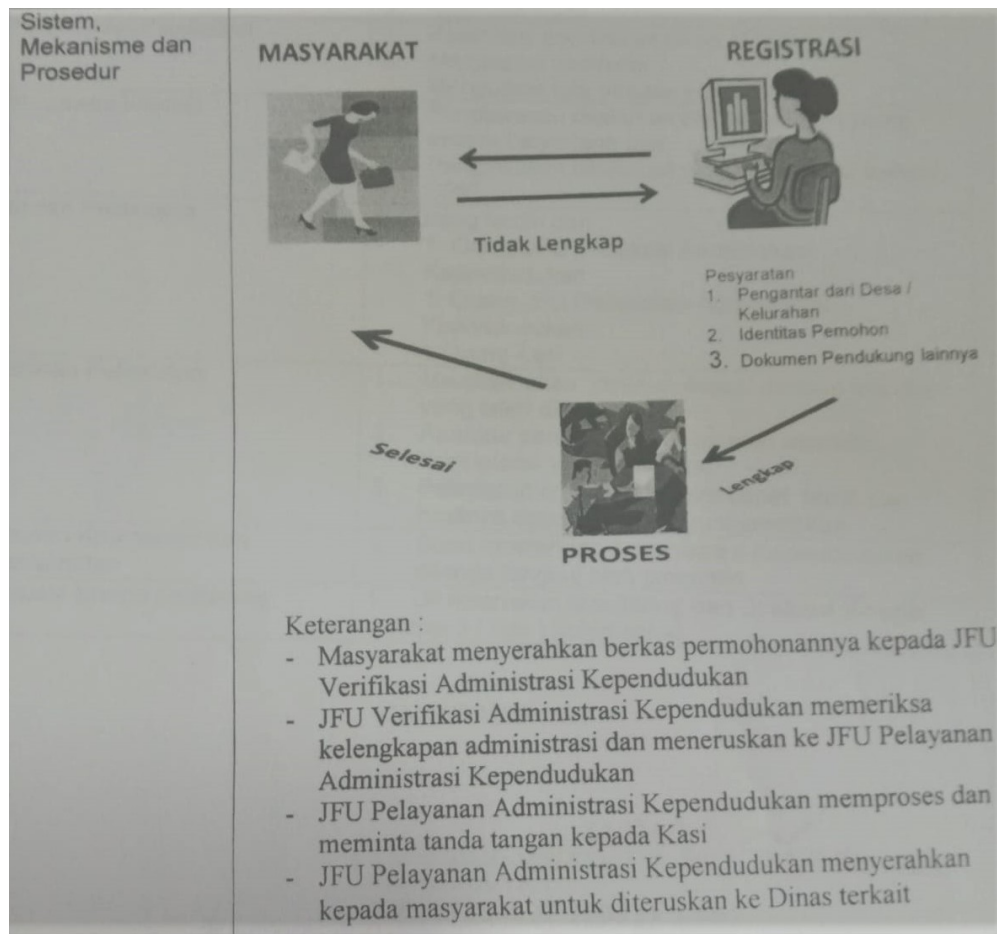 Sistem,
Mekanisme dan
Prosedur
MASYARAKAT
REGISTRASI
Tidak Lengkap
Pesyaratan
1. Pengantar dari Desa /
Kelurahan
2. Identitas Pemohon
3. Dokumen Pendukung lainnya
Selesai
Lengkap
PROSES
Keterangan :
- Masyarakat menyerahkan berkas permohonannya kepada JFU
Verifikasi Administrasi Kependudukan
- JFU Verifikasi Administrasi Kependudukan memeriksa
kelengkapan administrasi dan meneruskan ke JFU Pelayanan
Administrasi Kependudukan
- JFU Pelayanan Administrasi Kependudukan memproses dan
meminta tanda tangan kepada Kasi
- JFU Pelayanan Administrasi Kependudukan menyerahkan
kepada masyarakat untuk diteruskan ke Dinas terkait